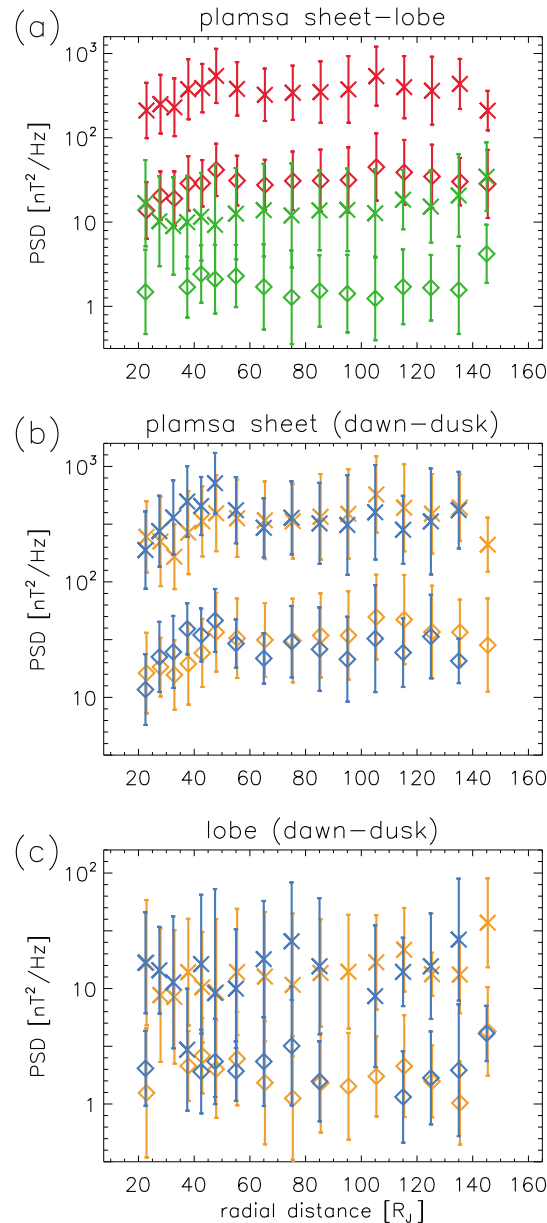 (a)
plamsa sheet−lobe
10³
10²
10
1
PSD [nT²/Hz]
20 40 60 80 100 120 140 160
(b)
plamsa sheet (dawn−dusk)
10³
10²
10
PSD [nT²/Hz]
20 40 60 80 100 120 140 160
(c)
lobe (dawn−dusk)
10²
10
1
PSD [nT²/Hz]
20 40 60 80 100 120 140 160
radial distance [R_J]